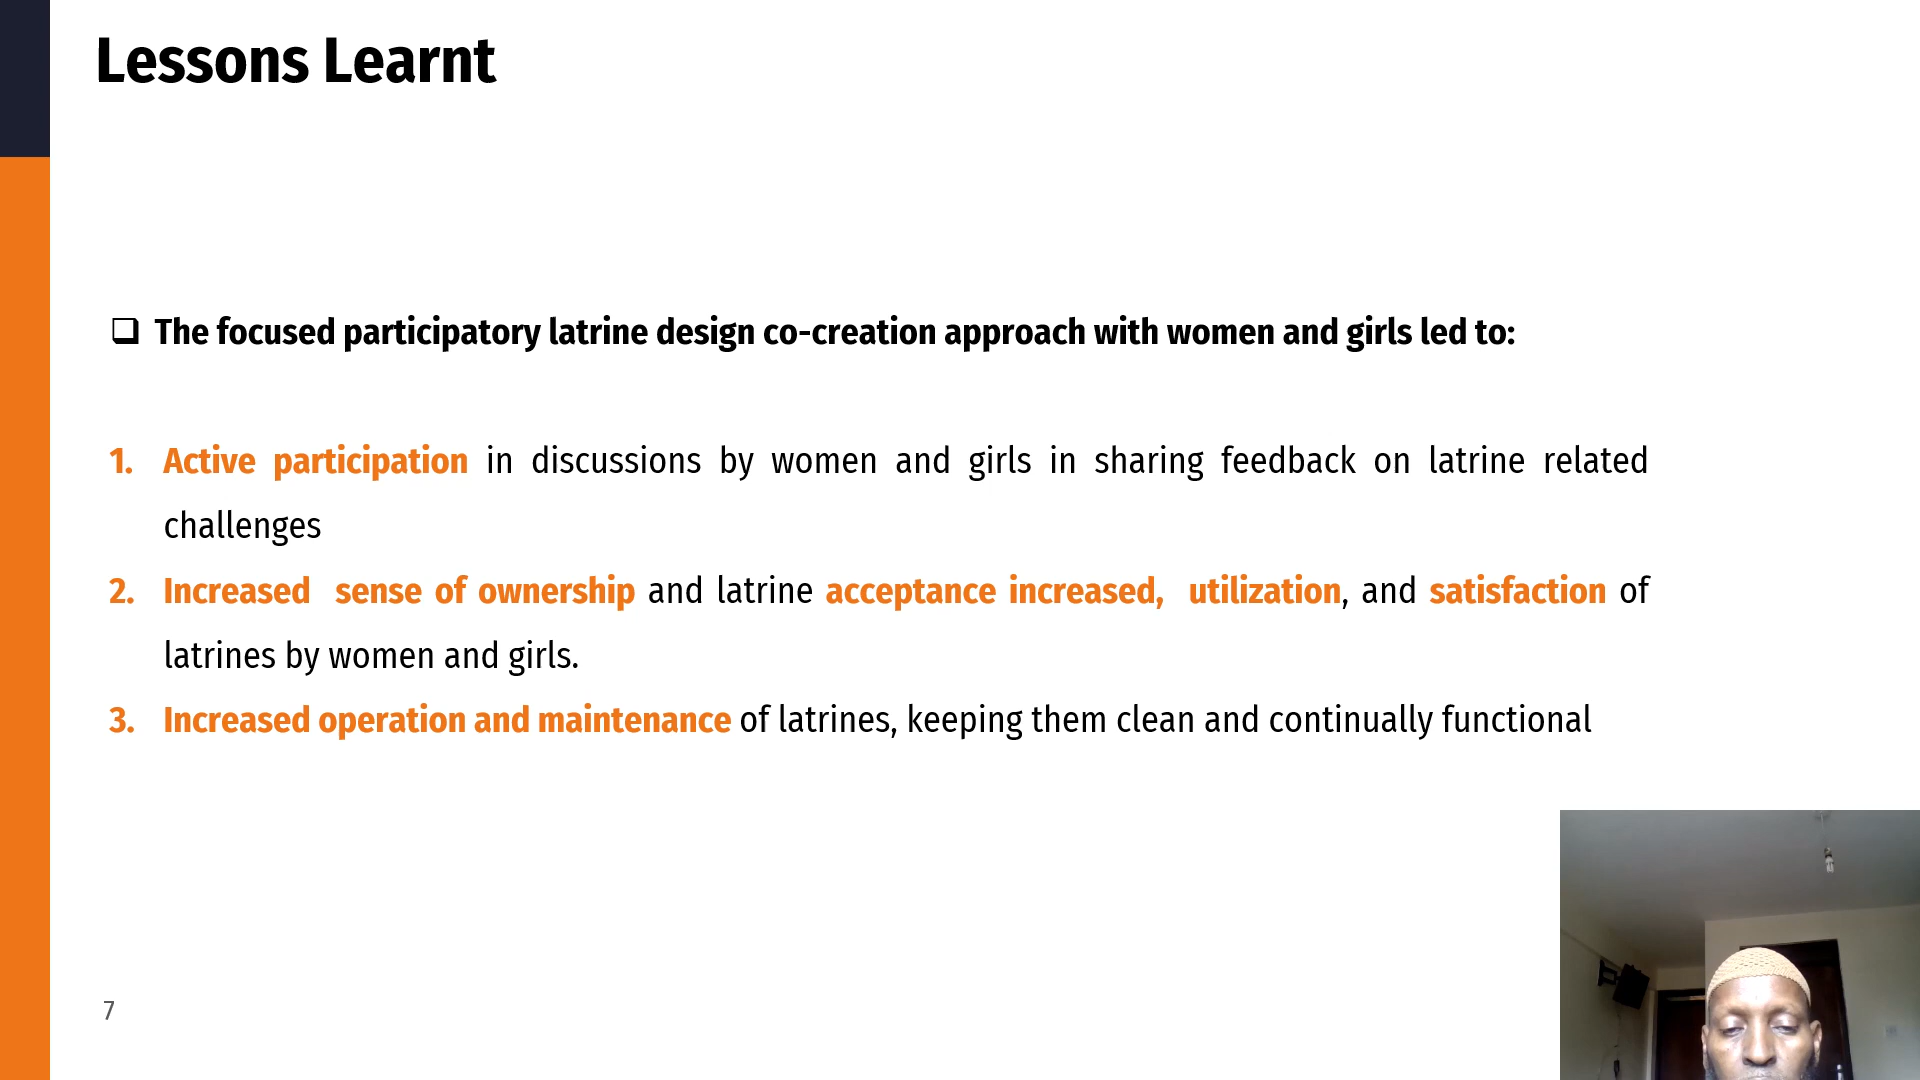 Lessons Learnt
❑ The focused participatory latrine design co-creation approach with women and girls led to:
1. Active participation in discussions by women and girls in sharing feedback on latrine related
challenges
2. Increased sense of ownership and latrine acceptance increased, utilization, and satisfaction of
latrines by women and girls.
3. Increased operation and maintenance of latrines, keeping them clean and continually functional
7